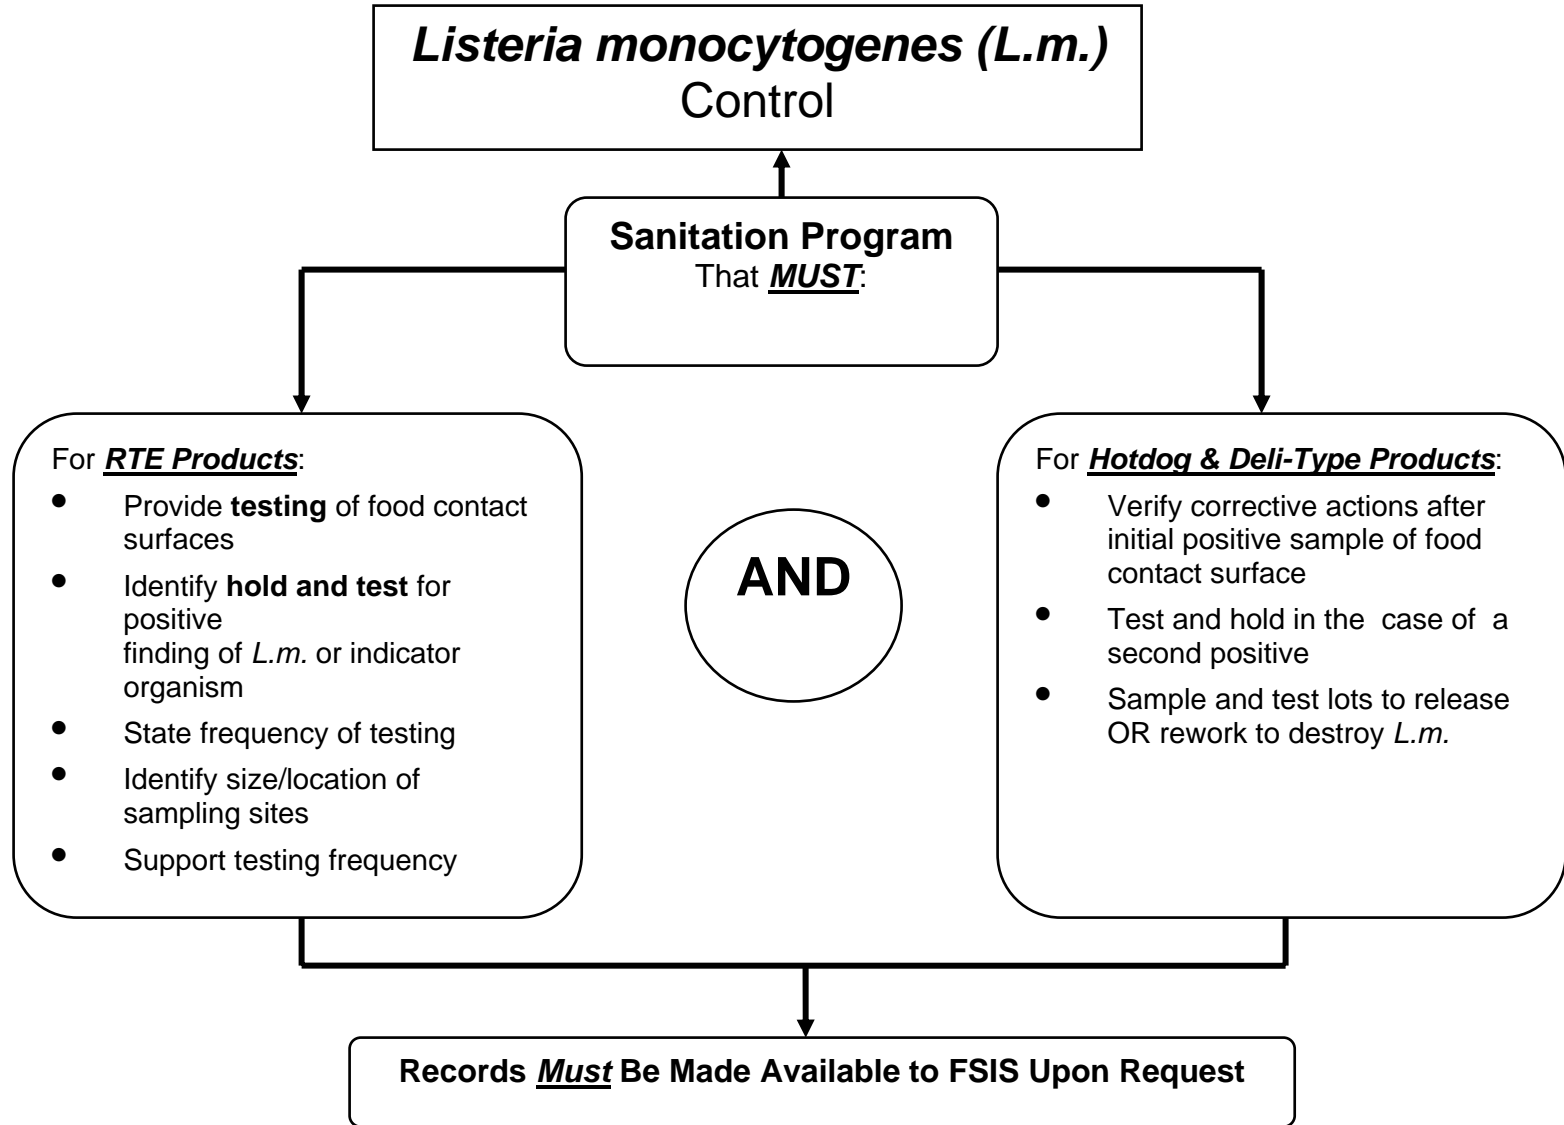 Listeria monocytogenes (L.m.)
Control
Sanitation Program
That MUST:
For RTE Products:
• Provide testing of food contact
surfaces
• Identify hold and test for
positive
finding of L.m. or indicator
organism
• State frequency of testing
• Identify size/location of
sampling sites
• Support testing frequency
AND
For Hotdog & Deli-Type Products:
• Verify corrective actions after
initial positive sample of food
contact surface
• Test and hold in the case of a
second positive
• Sample and test lots to release
OR rework to destroy L.m.
Records Must Be Made Available to FSIS Upon Request